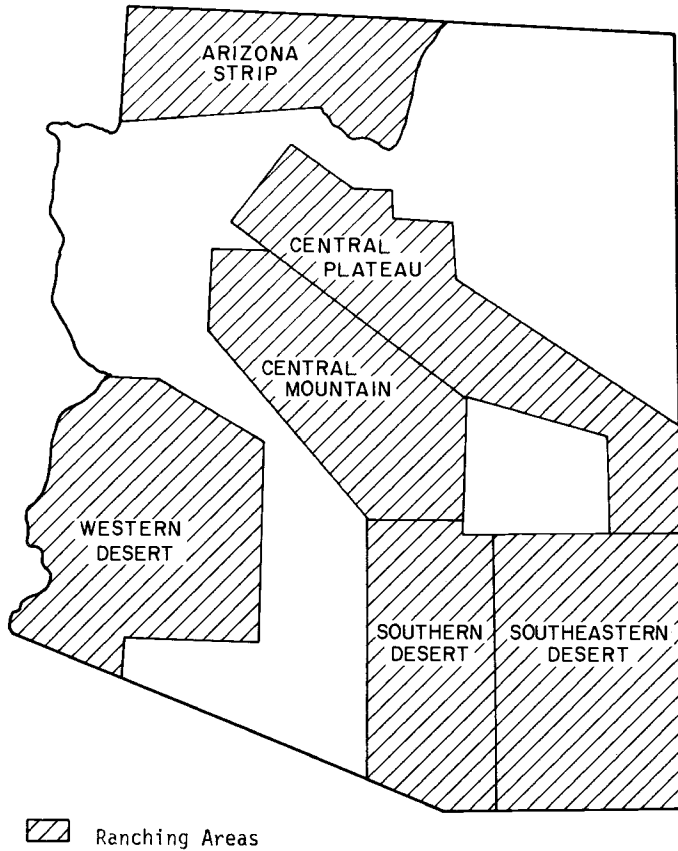 ARIZONA
STRIP
CENTRAL
PLATEAU
CENTRAL
MOUNTAIN
WESTERN
DESERT
SOUTHERN
DESERT
SOUTHEASTERN
DESERT
Ranching Areas